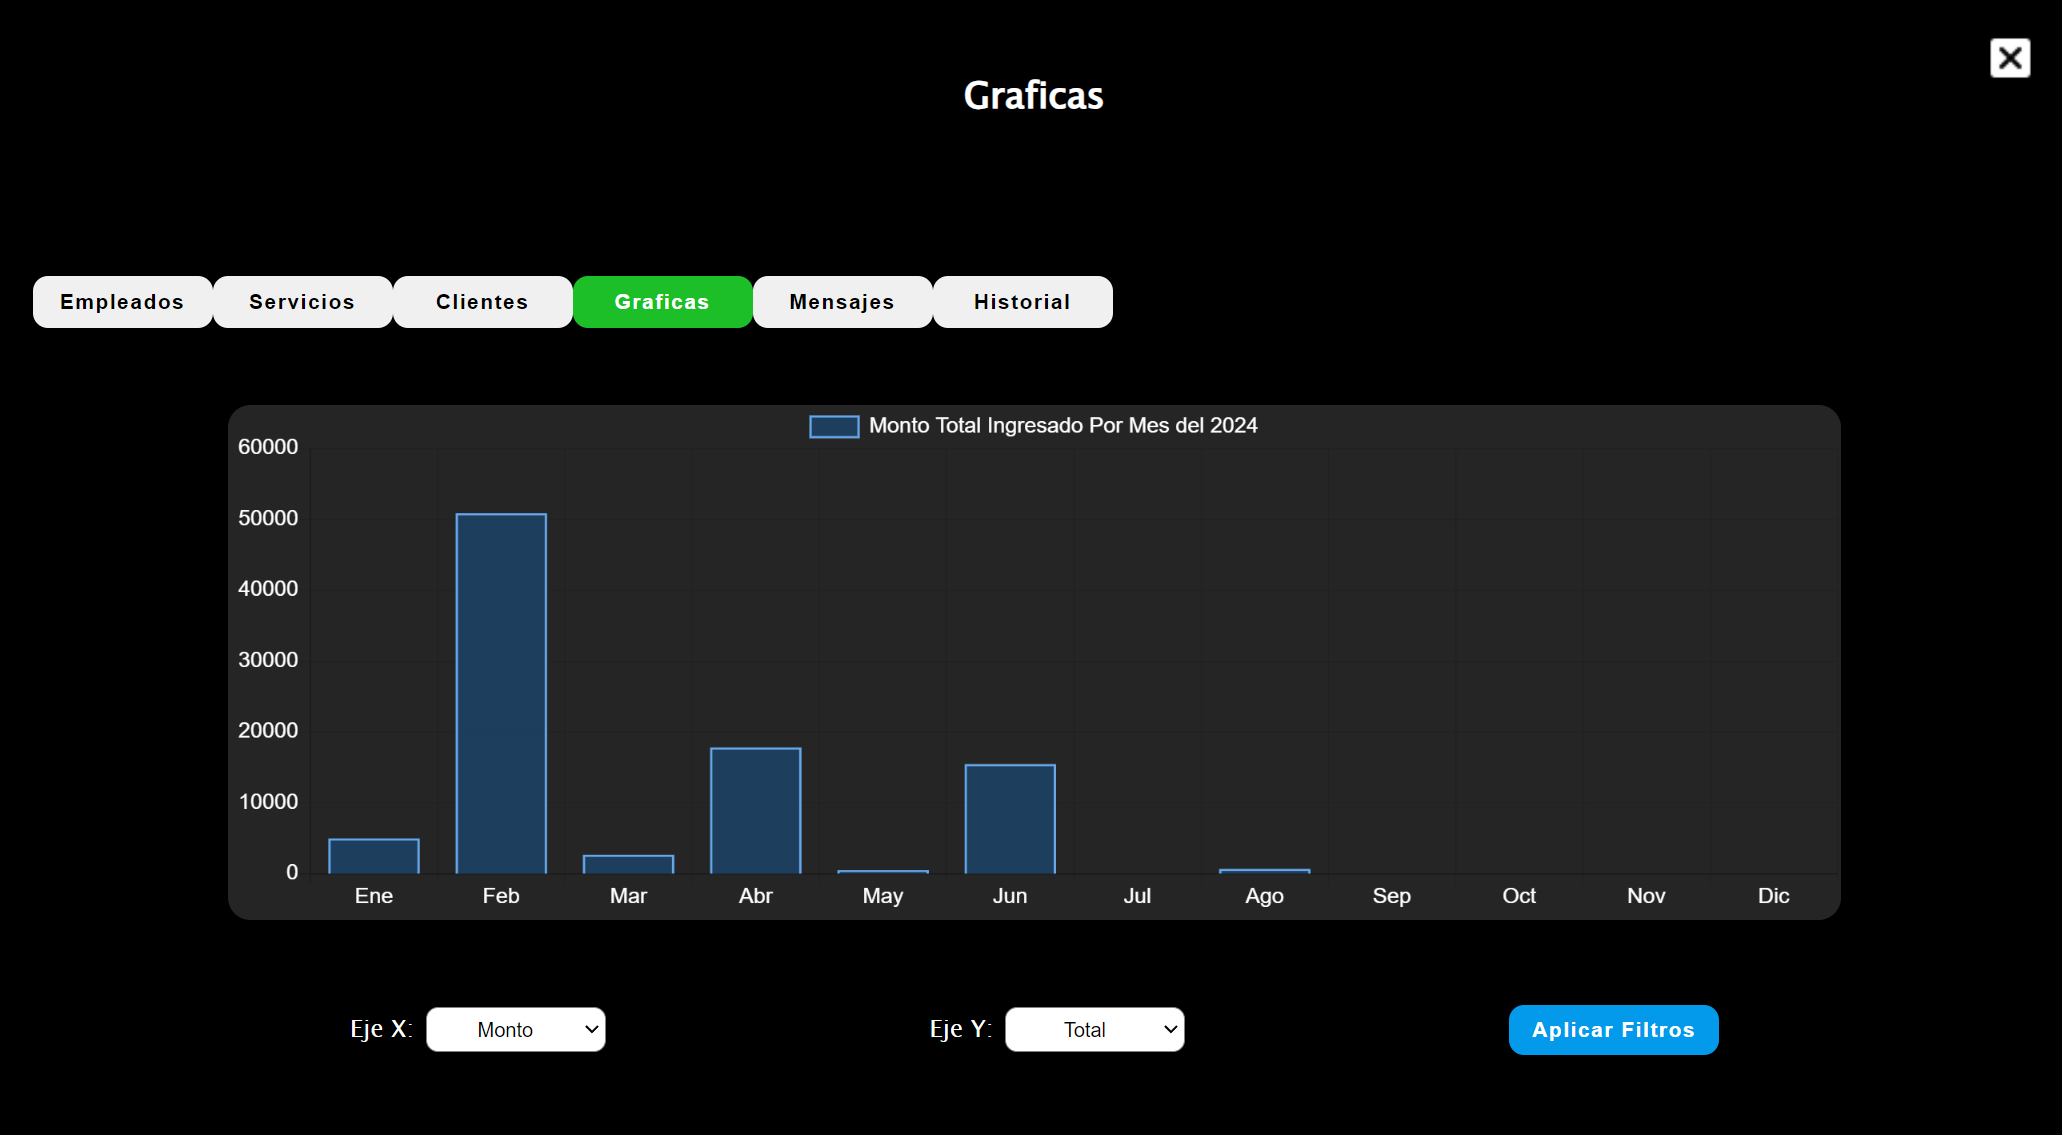 Graficas
Empleados Servicios Clientes Graficas Mensajes Historial
Monto Total Ingresado Por Mes del 2024
60000
50000
40000
30000
20000
10000
0
Ene Feb Mar Abr May Jun Jul Ago Sep Oct Nov Dic
Eje X: Monto Eje Y: Total Aplicar Filtros